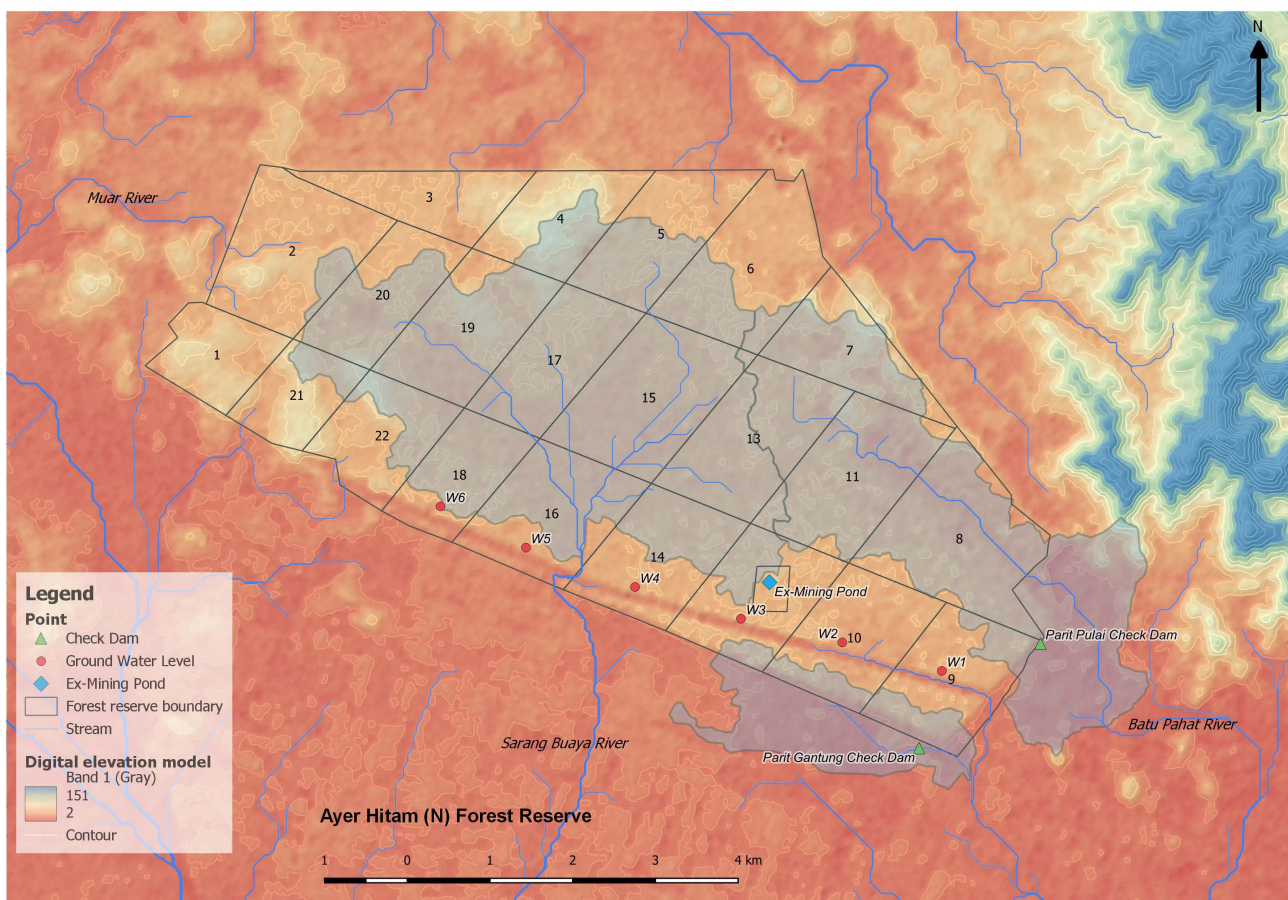 N
Muar River
3
4
2
5
6
20
19
7
17
1
15
21
22
13
18
11
W6
16
W5
8
14
W4
Ex-Mining Pond
W3
W2
10
Parit Pulai Check Dam
W1
9
Batu Pahat River
Sarang Buaya River
Parit Gantung Check Dam
Legend
Point
Check Dam
Ground Water Level
Ex-Mining Pond
Forest reserve boundary
Stream
Digital elevation model
Band 1 (Gray)
151
2
Contour
Ayer Hitam (N) Forest Reserve
1 0 1 2 3 4 km